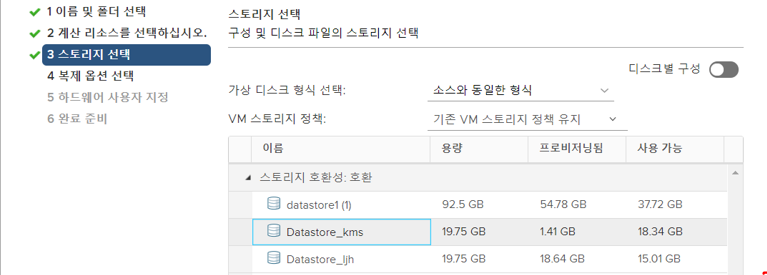 1 이름 및 폴더 선택
2 계산 리소스를 선택하십시오.
3 스토리지 선택
4 복제 옵션 선택
5 하드웨어 사용자 지정
6 완료 준비
스토리지 선택
구성 및 디스크 파일의 스토리지 선택
디스크별 구성
가상 디스크 형식 선택: 소스와 동일한 형식
VM 스토리지 정책: 기존 VM 스토리지 정책 유지
이름 용량 프로비저닝됨 사용 가능
스토리지 호환성: 호환
datastore1 (1) 92.5 GB 54.78 GB 37.72 GB
Datastore_kms 19.75 GB 1.41 GB 18.34 GB
Datastore_ljh 19.75 GB 18.64 GB 15.01 GB